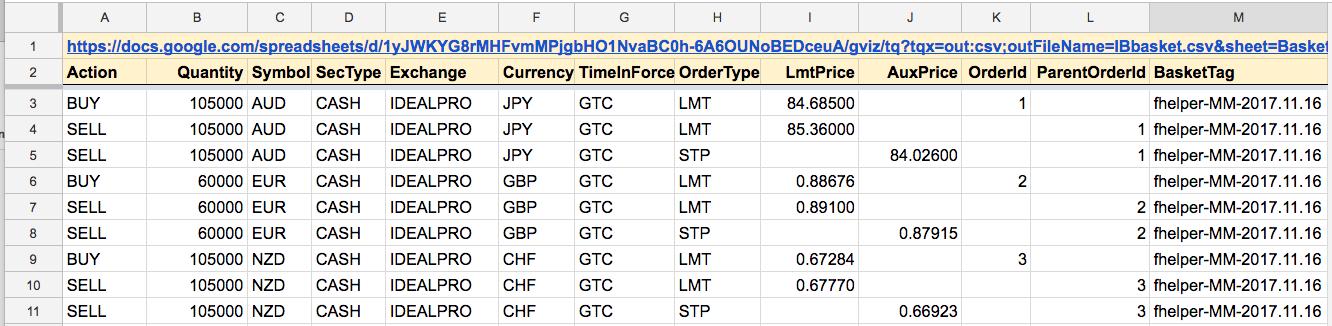 A B C D E F G H I J K L M
1 https://docs.google.com/spreadsheets/d/1yJWKYG8rMHFvmMPjgbHO1NvaBC0h-6A6OUNoBEDceuA/gviz/tq?tqx=out:csv;outFileName=IBbasket.csv&sheet=Basket
2 Action Quantity Symbol SecType Exchange Currency TimeInForce OrderType LmtPrice AuxPrice OrderId ParentOrderId BasketTag
3 BUY 105000 AUD CASH IDEALPRO JPY GTC LMT 84.68500 1 fhelper-MM-2017.11.16
4 SELL 105000 AUD CASH IDEALPRO JPY GTC LMT 85.36000 1 fhelper-MM-2017.11.16
5 SELL 105000 AUD CASH IDEALPRO JPY GTC STP 84.02600 1 fhelper-MM-2017.11.16
6 BUY 60000 EUR CASH IDEALPRO GBP GTC LMT 0.88676 2 fhelper-MM-2017.11.16
7 SELL 60000 EUR CASH IDEALPRO GBP GTC LMT 0.89100 2 fhelper-MM-2017.11.16
8 SELL 60000 EUR CASH IDEALPRO GBP GTC STP 0.87915 2 fhelper-MM-2017.11.16
9 BUY 105000 NZD CASH IDEALPRO CHF GTC LMT 0.67284 3 fhelper-MM-2017.11.16
10 SELL 105000 NZD CASH IDEALPRO CHF GTC LMT 0.67770 3 fhelper-MM-2017.11.16
11 SELL 105000 NZD CASH IDEALPRO CHF GTC STP 0.66923 3 fhelper-MM-2017.11.16